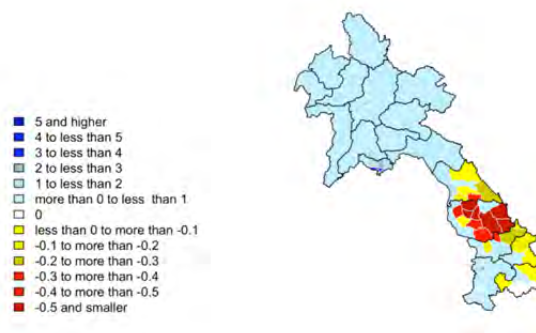 5 and higher
4 to less than 5
3 to less than 4
2 to less than 3
1 to less than 2
more than 0 to less than 1
0
less than 0 to more than -0.1
-0.1 to more than -0.2
-0.2 to more than -0.3
-0.3 to more than -0.4
-0.4 to more than -0.5
-0.5 and smaller